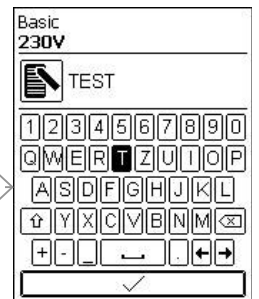 Basic
230V
TEST
1 2 3 4 5 6 7 8 9 0
Q W E R T Z U I O P
A S D F G H J K L
⇧ Y X C V B N M ⌫
+ - _ ␣ . ← →
✓